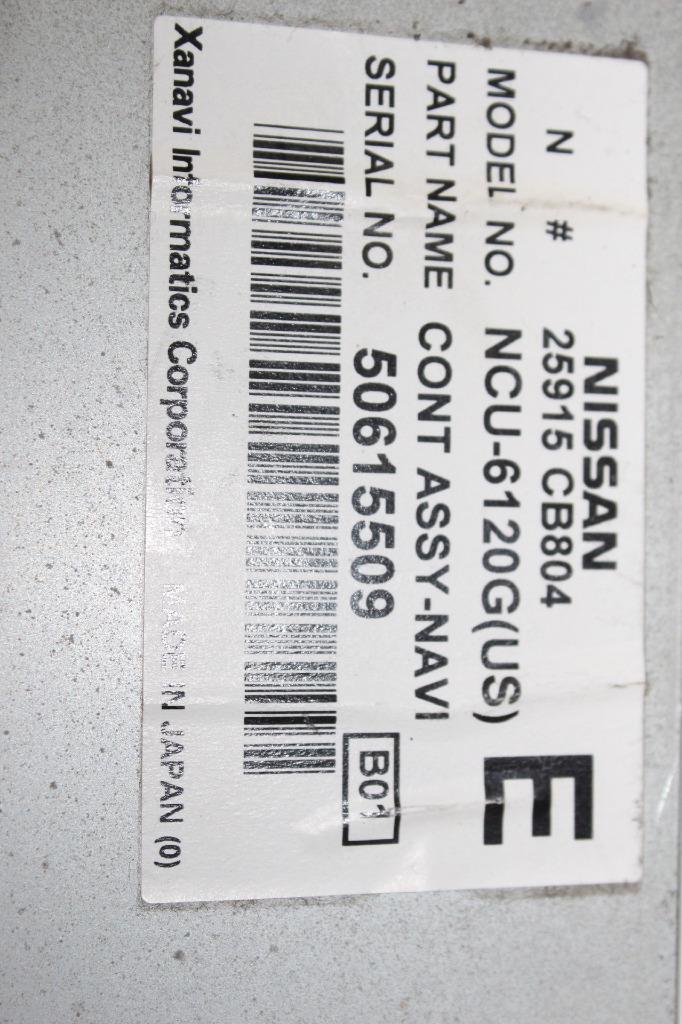 NISSAN
N # 25915 CB804
MODEL NO. NCU-6120G(US)
E
PART NAME CONT ASSY-NAVI
SERIAL NO. 50615509
B01
Xanavi Informatics Corporation MADE IN JAPAN (0)